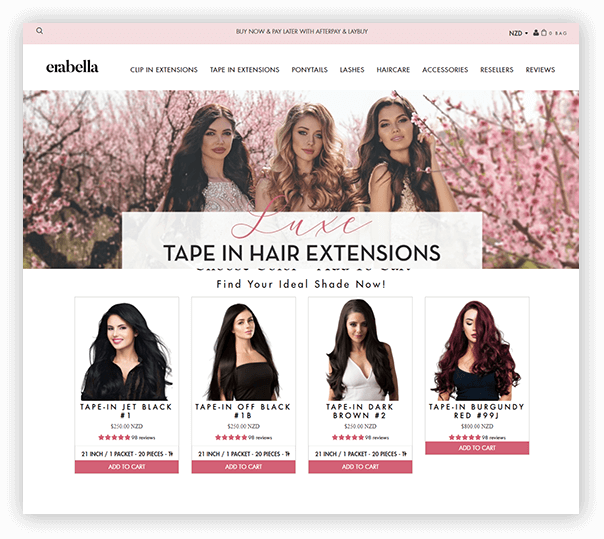 BUY NOW & PAY LATER WITH AFTERPAY & LAYBUY
NZD
0 BAG
erabella
CLIP IN EXTENSIONS TAPE IN EXTENSIONS PONYTAILS LASHES HAIRCARE ACCESSORIES RESELLERS REVIEWS
Luxe
TAPE IN HAIR EXTENSIONS
Find Your Ideal Shade Now!
TAPE-IN JET BLACK
#1
$250.00 NZD
98 reviews
21 INCH / 1 PACKET - 20 PIECES -
ADD TO CART
TAPE-IN OFF BLACK
#1B
$250.00 NZD
98 reviews
21 INCH / 1 PACKET - 20 PIECES -
ADD TO CART
TAPE-IN DARK
BROWN #2
$250.00 NZD
98 reviews
21 INCH / 1 PACKET - 20 PIECES -
ADD TO CART
TAPE-IN BURGUNDY
RED #99J
$800.00 NZD
98 reviews
ADD TO CART